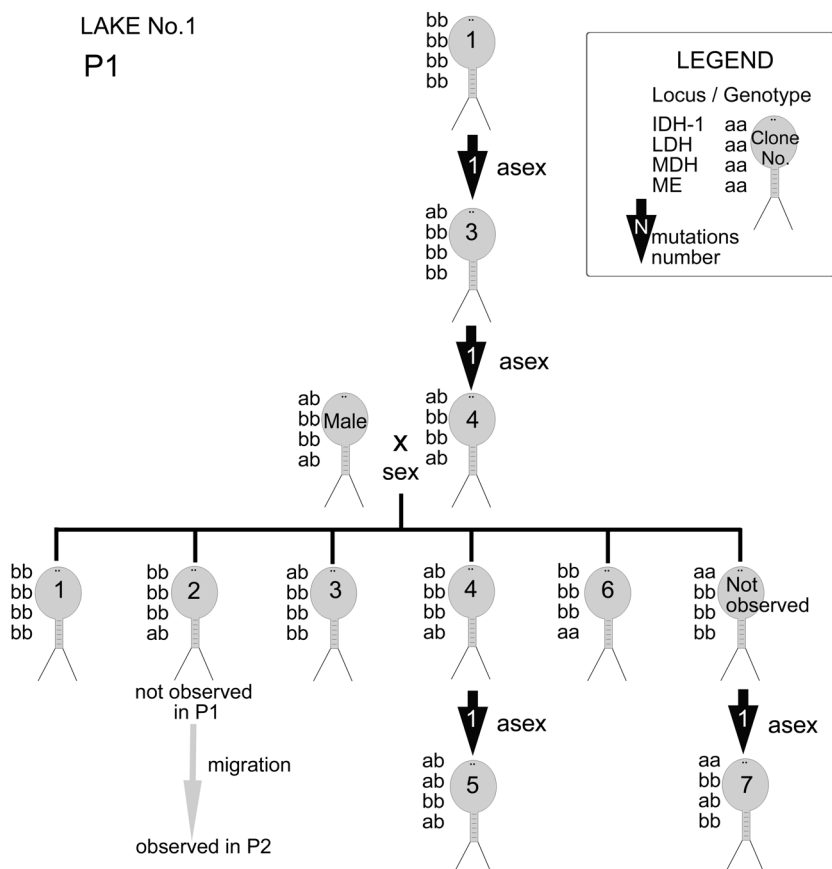 LAKE No.1
P1
bb
bb
bb
bb
1
LEGEND
Locus / Genotype
IDH-1 aa
LDH aa
MDH aa
ME aa
Clone
No.
N
mutations
number
1 asex
ab
bb
bb
bb
3
1 asex
ab
bb
bb
ab
Male
x
sex
ab
bb
bb
ab
4
bb
bb
bb
bb
1
bb
bb
bb
ab
2
ab
bb
bb
bb
3
ab
bb
bb
ab
4
bb
bb
bb
aa
6
aa
bb
bb
bb
Not
observed
not observed
in P1
migration
observed in P2
1 asex
ab
ab
bb
ab
5
1 asex
aa
bb
ab
bb
7